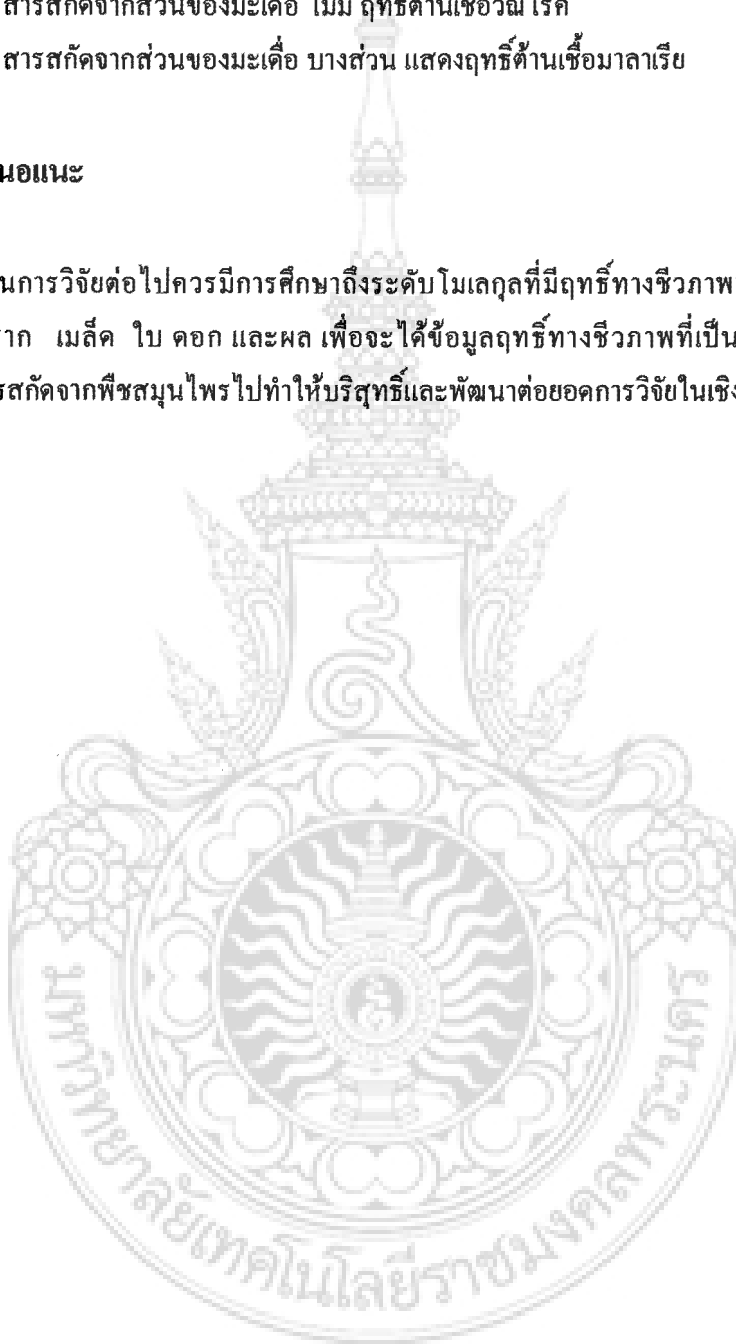 สารสกัดจากส่วนของมะเดื่อ ไม่มี ฤทธิ์ต้านเชื้อวัณโรค
สารสกัดจากส่วนของมะเดื่อ บางส่วน แสดงฤทธิ์ต้านเชื้อมาลาเรีย
นอแนะ
นการวิจัยต่อไปควรมีการศึกษาถึงระดับโมเลกุลที่มีฤทธิ์ทางชีวภาพ
ราก เมล็ด ใบ ดอก และผล เพื่อจะได้ข้อมูลฤทธิ์ทางชีวภาพที่เป็น
รสกัดจากพืชสมุนไพรไปทำให้บริสุทธิ์และพัฒนาต่อยอดการวิจัยในเชิง
มหาวิทยาลัยเทคโนโลยีราชมงคลพระนคร